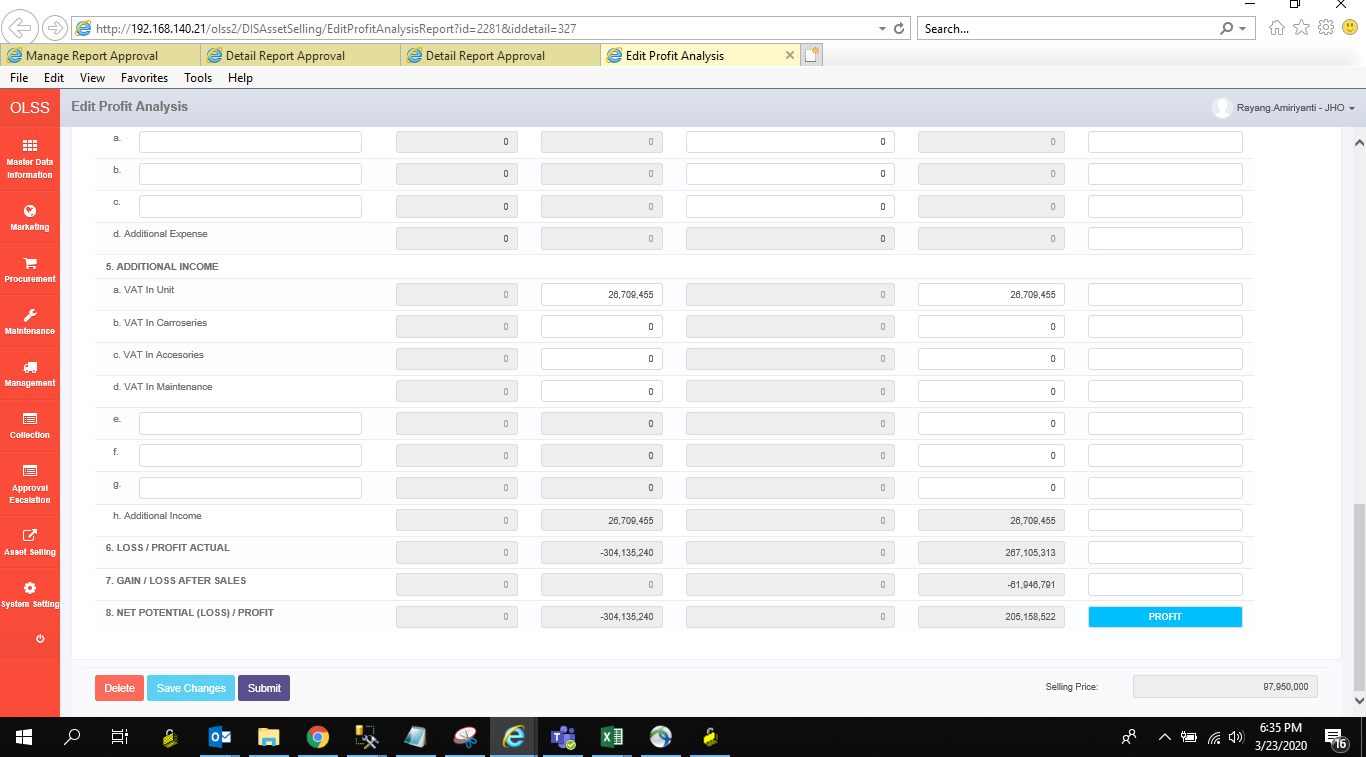 http://192.168.140.21/olss2/DISAssetSelling/EditProfitAnalysisReport?id=2281&iddetail=327
Search...
Manage Report Approval
Detail Report Approval
Detail Report Approval
Edit Profit Analysis
File Edit View Favorites Tools Help
OLSS
Edit Profit Analysis
Rayang.Amiriyanti - JHO
Master Data Information
Marketing
Procurement
Maintenance
Management
Collection
Approval Escalation
Asset Selling
System Setting
a. 0 0 0 0
b. 0 0 0 0
c. 0 0 0 0
d. Additional Expense 0 0 0 0
5. ADDITIONAL INCOME
a. VAT In Unit 0 26,709,455 0 26,709,455
b. VAT In Carroseries 0 0 0 0
c. VAT In Accesories 0 0 0 0
d. VAT In Maintenance 0 0 0 0
e. 0 0 0 0
f. 0 0 0 0
g. 0 0 0 0
h. Additional Income 0 26,709,455 0 26,709,455
6. LOSS / PROFIT ACTUAL 0 -304,135,240 0 267,105,313
7. GAIN / LOSS AFTER SALES 0 0 0 -61,946,791
8. NET POTENTIAL (LOSS) / PROFIT 0 -304,135,240 0 205,158,522 PROFIT
Delete Save Changes Submit
Selling Price: 97,950,000
6:35 PM
3/23/2020
16